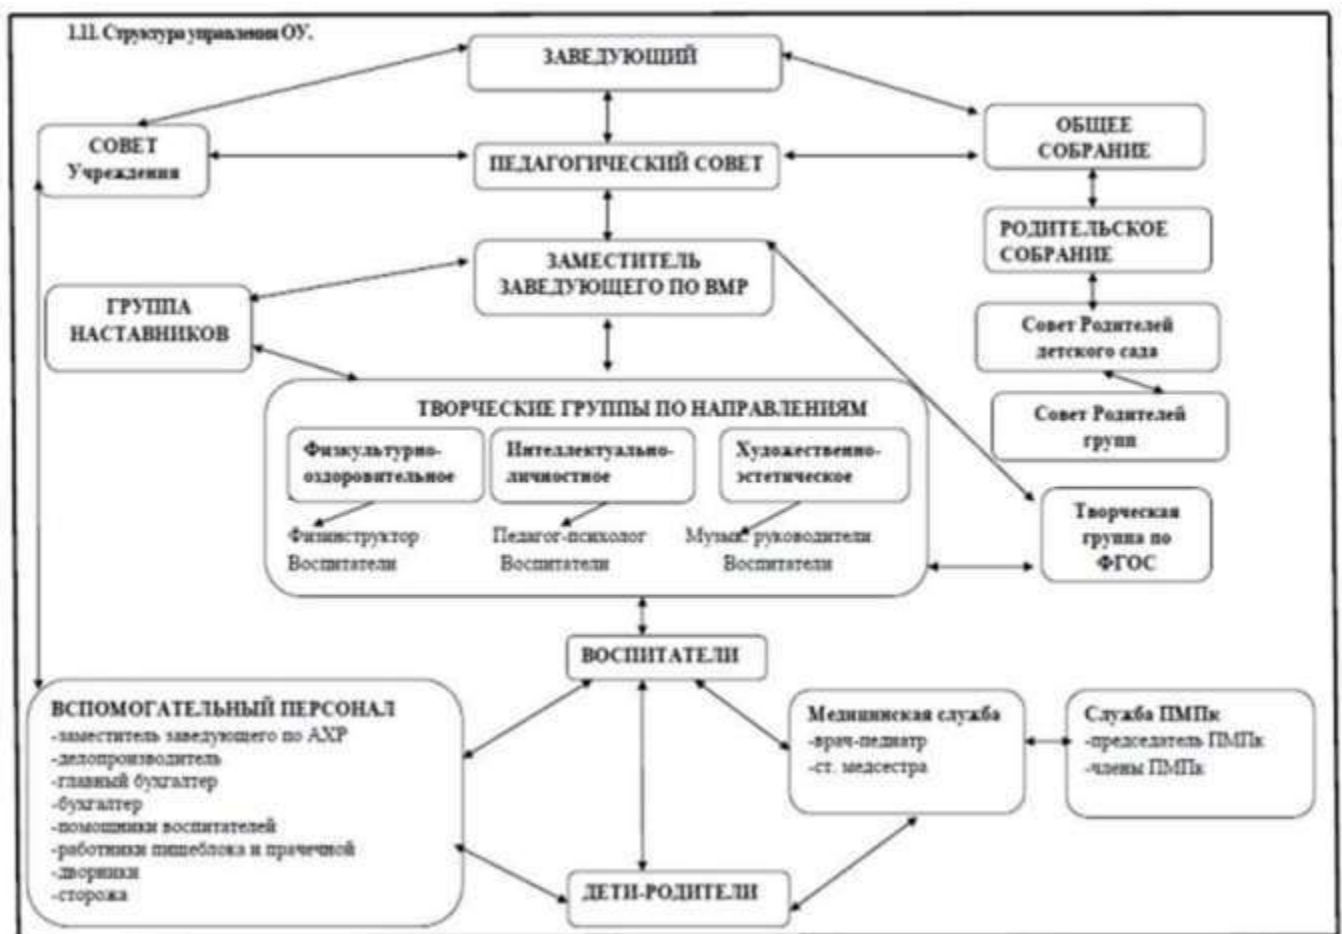 1.11. Структура управления ОУ.
ЗАВЕДУЮЩИЙ
СОВЕТ
Учреждения
ПЕДАГОГИЧЕСКИЙ СОВЕТ
ОБЩЕЕ
СОБРАНИЕ
РОДИТЕЛЬСКОЕ
СОБРАНИЕ
ЗАМЕСТИТЕЛЬ
ЗАВЕДУЮЩЕГО ПО ВМР
ГРУППА
НАСТАВНИКОВ
Совет Родителей
детского сада
Совет Родителей
групп
ТВОРЧЕСКИЕ ГРУППЫ ПО НАПРАВЛЕНИЯМ
Физкультурно-
оздоровительное
Интеллектуально-
личностное
Художественно-
эстетическое
Физинструктор
Воспитатели
Педагог-психолог
Воспитатели
Музык. руководители
Воспитатели
Творческая
группа по
ФГОС
ВОСПИТАТЕЛИ
ВСПОМОГАТЕЛЬНЫЙ ПЕРСОНАЛ
-заместитель заведующего по АХР
-делопроизводитель
-главный бухгалтер
-бухгалтер
-помощники воспитателей
-работники пищеблока и прачечной
-дворники
-сторожа
Медицинская служба
-врач-педиатр
-ст. медсестра
Служба ПМПк
-председатель ПМПк
-члены ПМПк
ДЕТИ-РОДИТЕЛИ